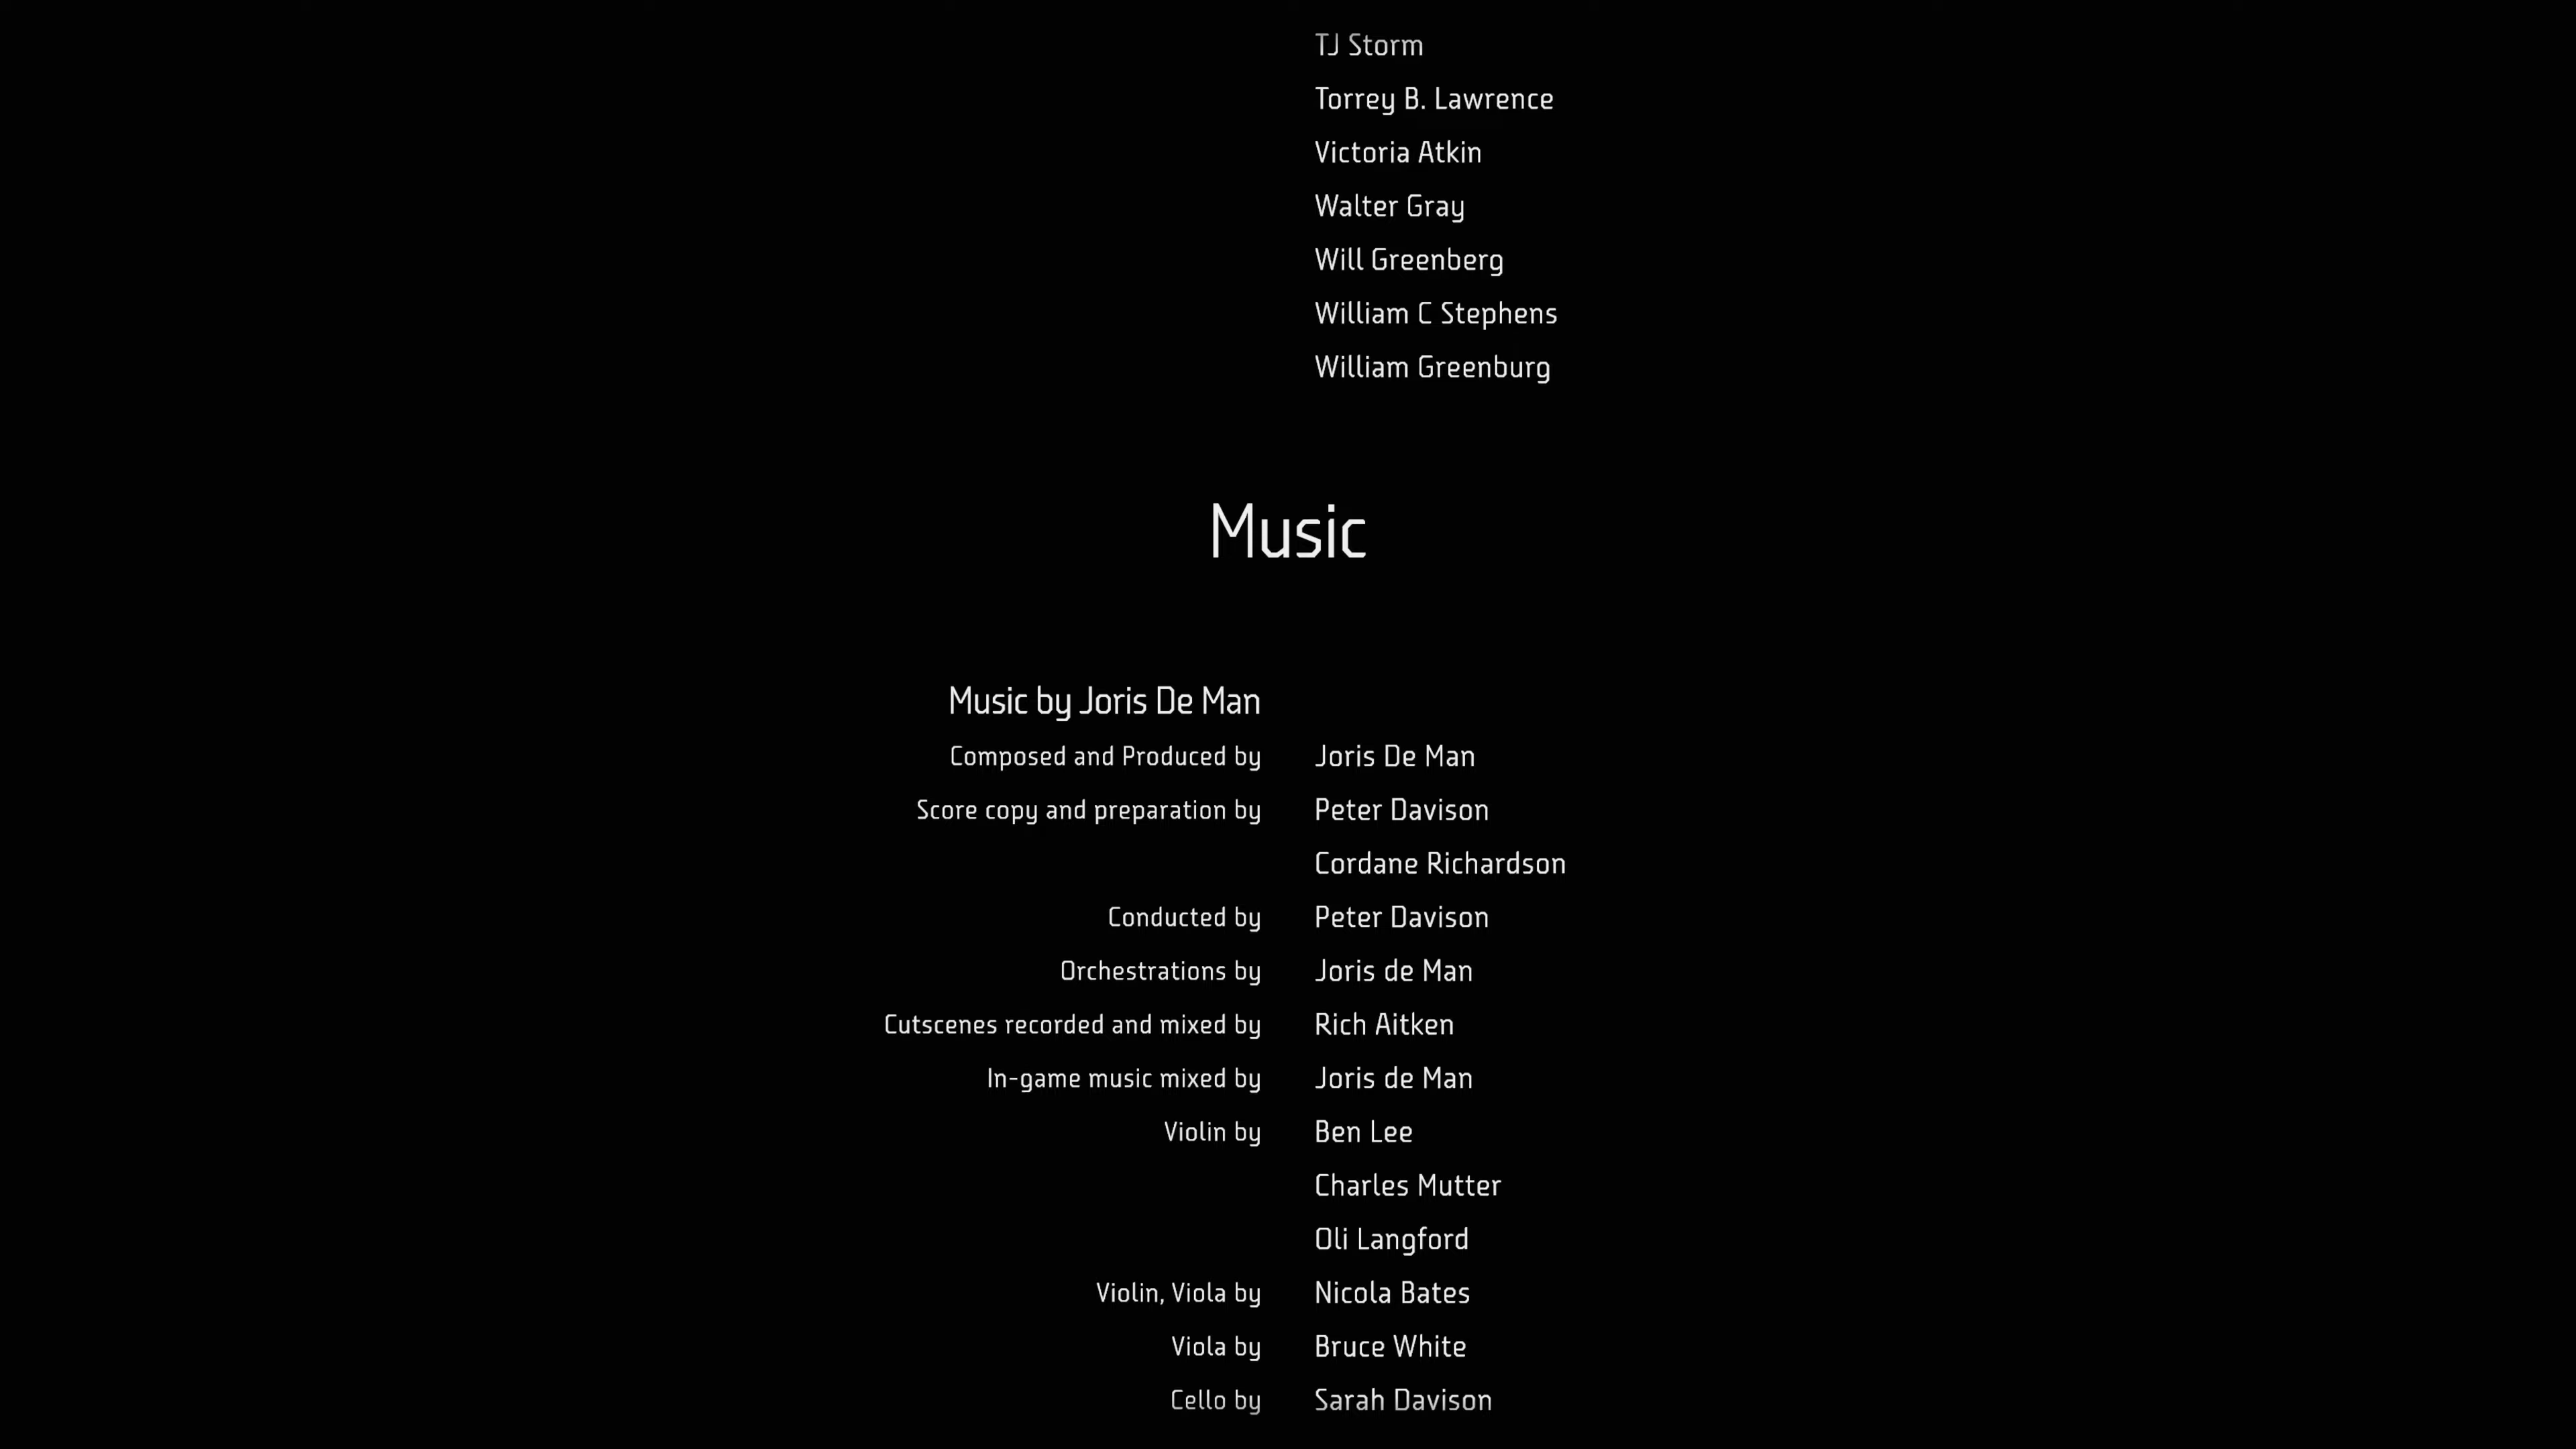 TJ Storm
Torrey B. Lawrence
Victoria Atkin
Walter Gray
Will Greenberg
William C Stephens
William Greenburg
Music
Music by Joris De Man
Composed and Produced by Joris De Man
Score copy and preparation by Peter Davison
Cordane Richardson
Conducted by Peter Davison
Orchestrations by Joris de Man
Cutscenes recorded and mixed by Rich Aitken
In-game music mixed by Joris de Man
Violin by Ben Lee
Charles Mutter
Oli Langford
Violin, Viola by Nicola Bates
Viola by Bruce White
Cello by Sarah Davison